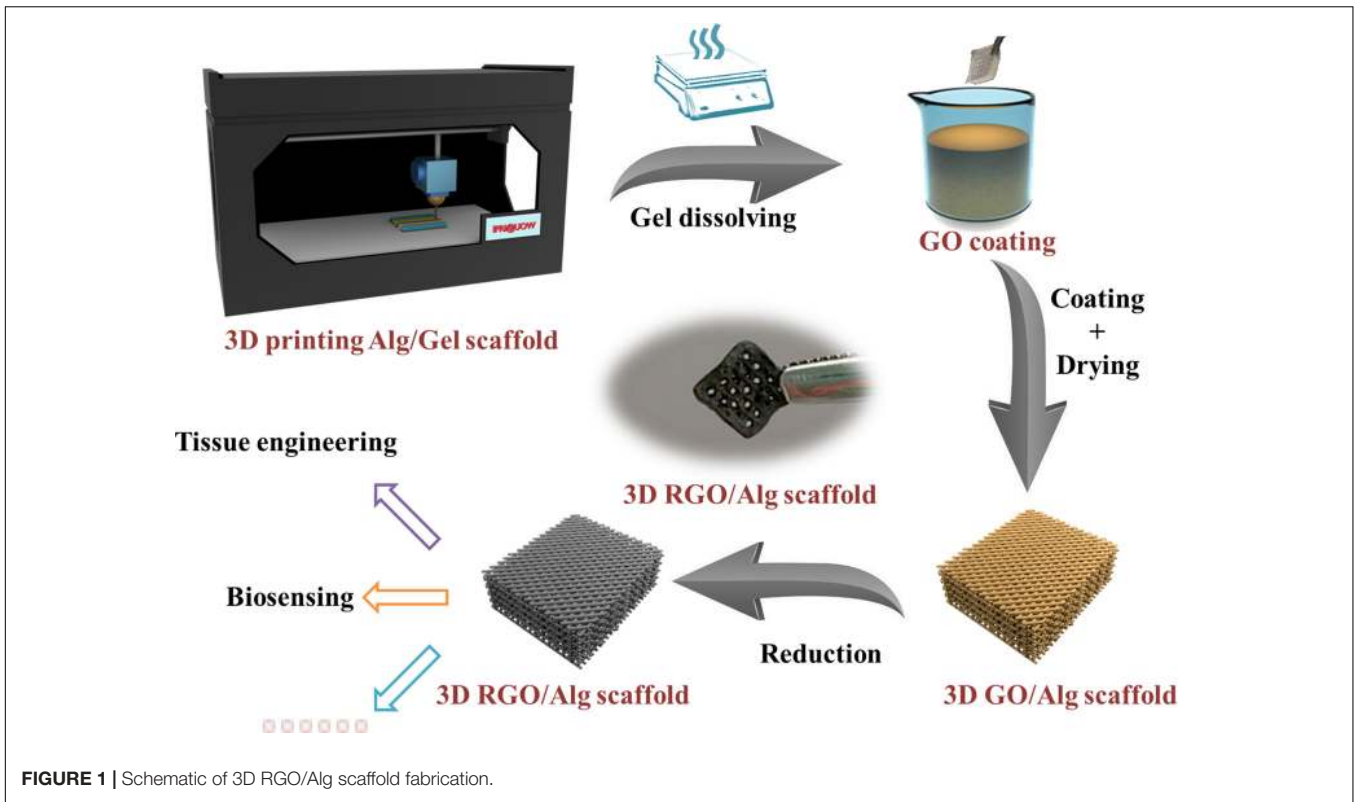 Gel dissolving
GO coating
3D printing Alg/Gel scaffold
Coating
+
Drying
Tissue engineering
3D RGO/Alg scaffold
Biosensing
Reduction
3D RGO/Alg scaffold
3D GO/Alg scaffold
FIGURE 1 | Schematic of 3D RGO/Alg scaffold fabrication.